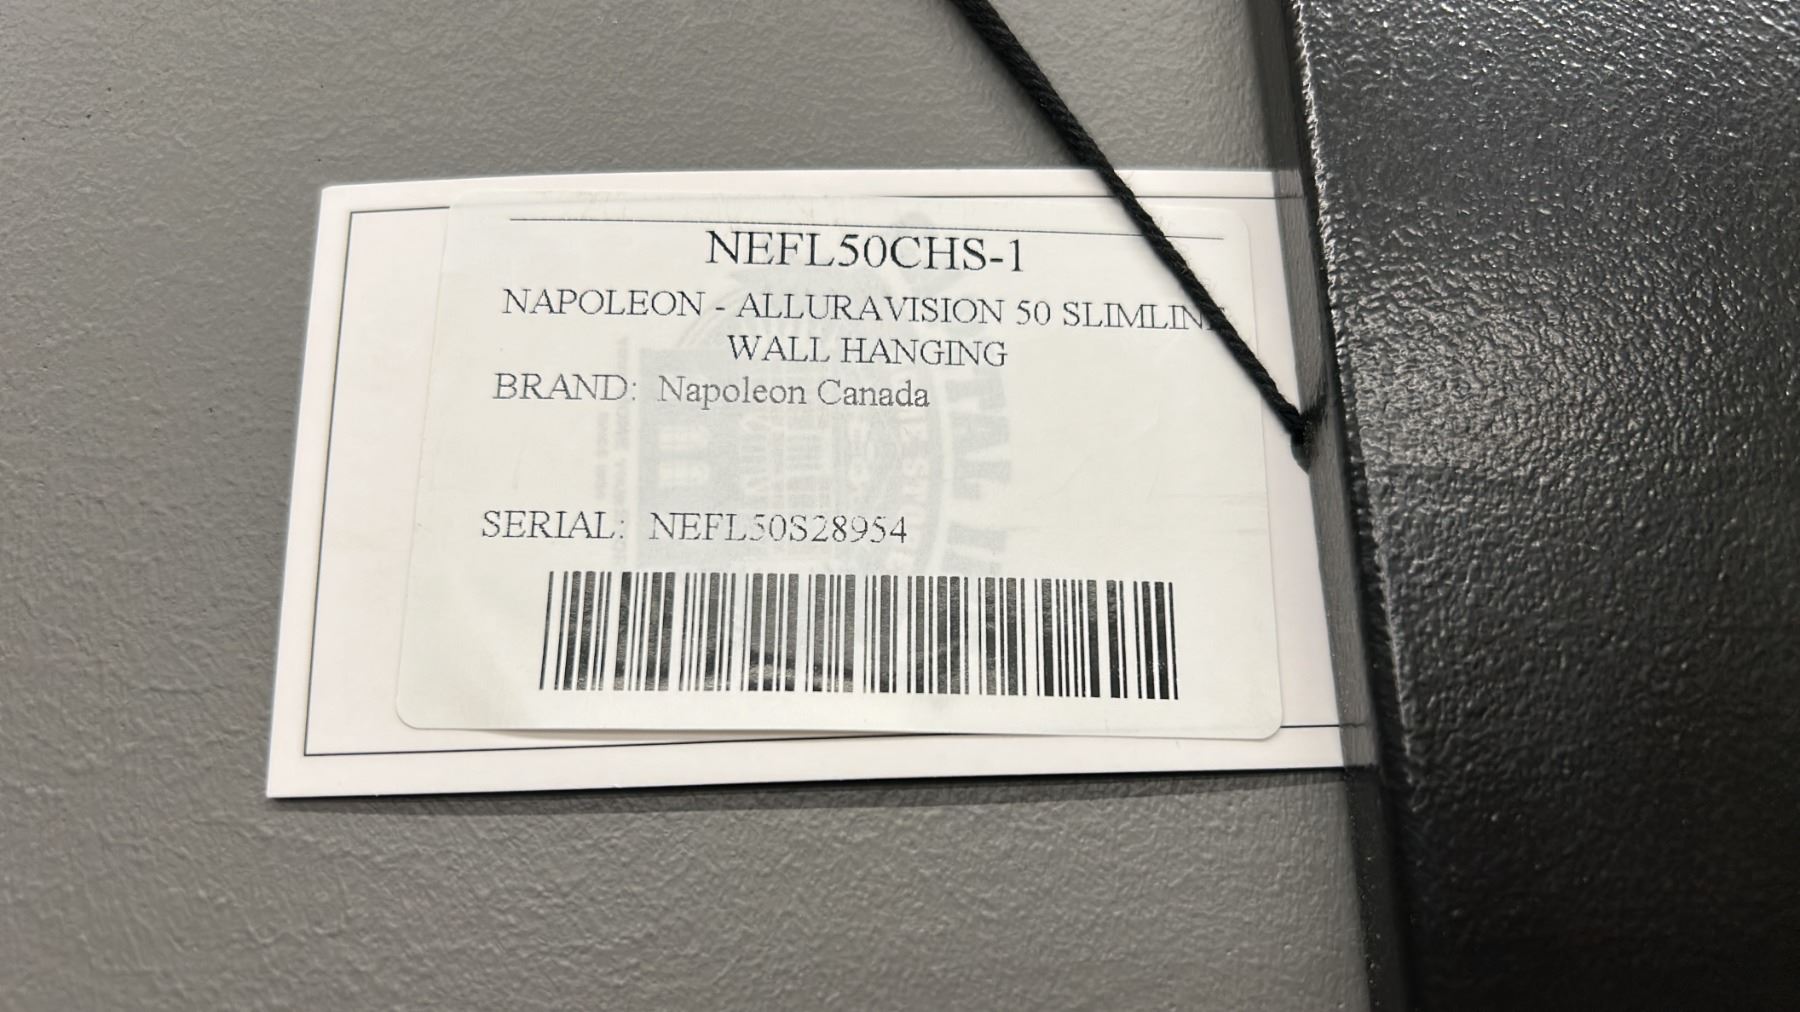 NEFL50CHS-1
NAPOLEON - ALLURAVISION 50 SLIMLINE
WALL HANGING
BRAND: Napoleon Canada
SERIAL: NEFL50S28954